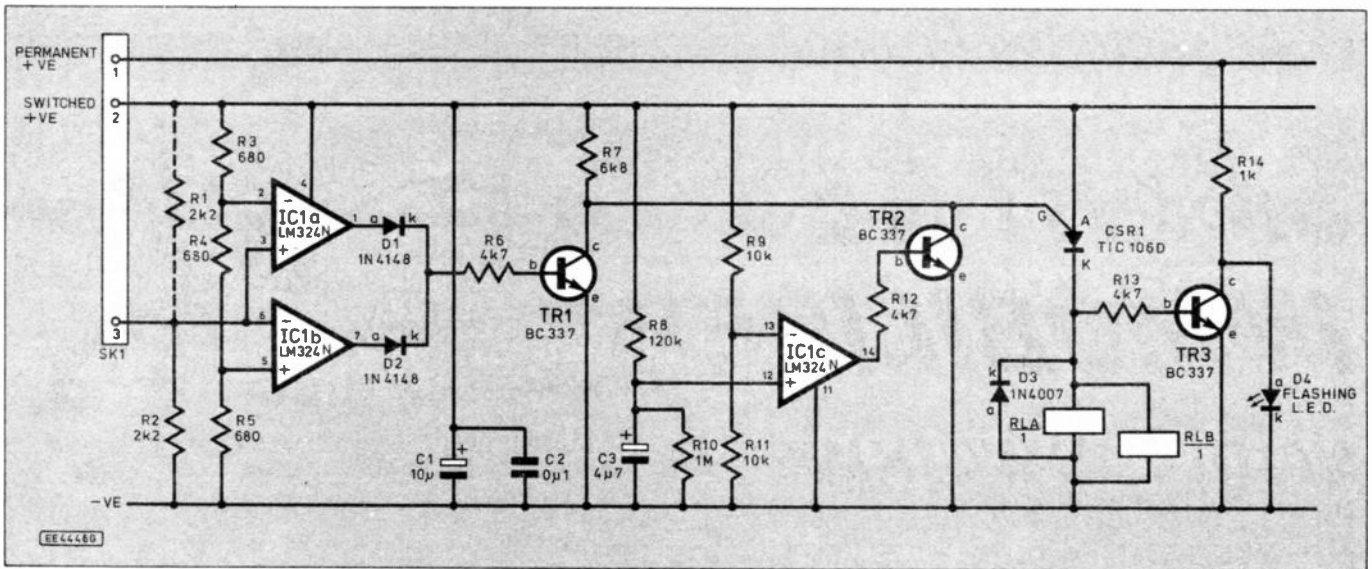 PERMANENT
+VE
1
SWITCHED
+VE
2
3
SK1
R1
2k2
R2
2k2
R3
680
R4
680
R5
680
2
-
3
+
4
IC1a
LM324N
1
6
-
5
+
IC1b
LM324N
7
a
k
D1
1N4148
a
k
D2
1N4148
R6
4k7
b
c
e
TR1
BC337
R7
6k8
+
C1
10µ
C2
0µ1
R8
120k
+
C3
4µ7
R10
1M
R9
10k
R11
10k
13
-
12
+
IC1c
LM324N
14
11
TR2
BC337
b
c
e
R12
4k7
G
A
K
CSR1
TIC106D
R13
4k7
k
a
D3
1N4007
RLA
1
RLB
1
b
c
e
TR3
BC337
R14
1k
a
k
D4
FLASHING
L.E.D.
-VE
EE4446G